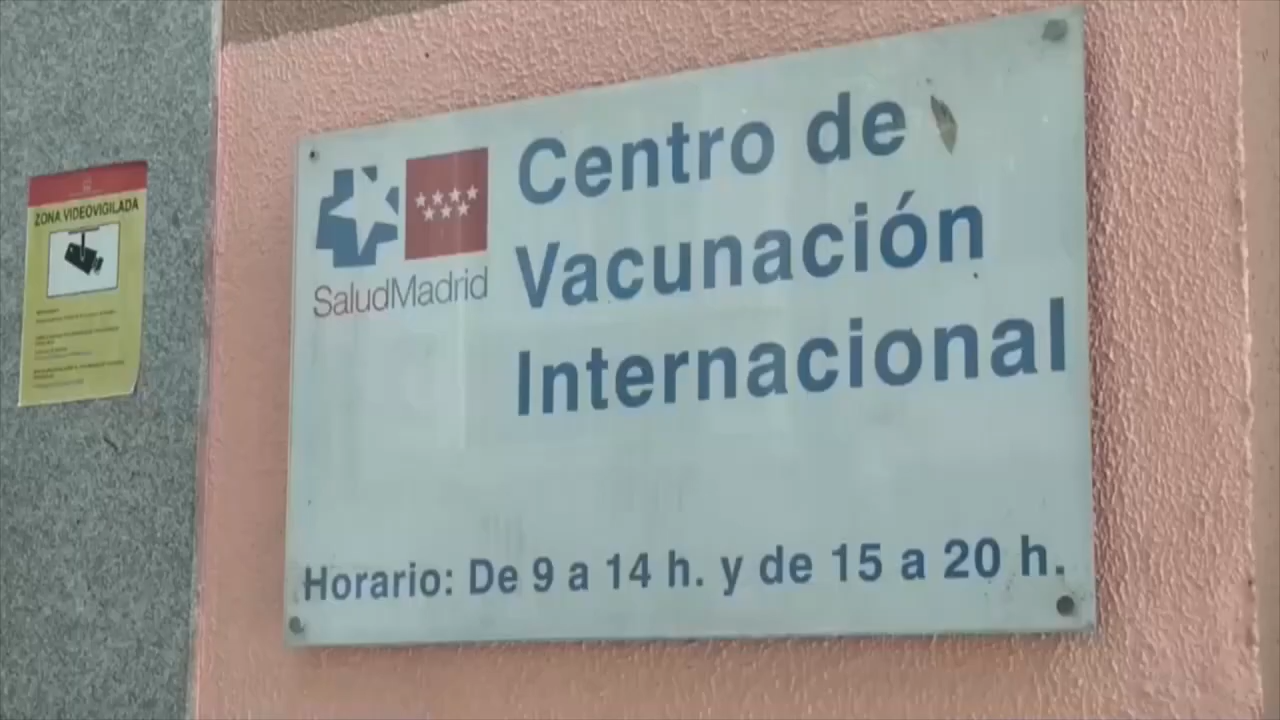 ZONA VIDEOVIGILADA
SaludMadrid
Centro de
Vacunación
Internacional
Horario: De 9 a 14 h. y de 15 a 20 h.